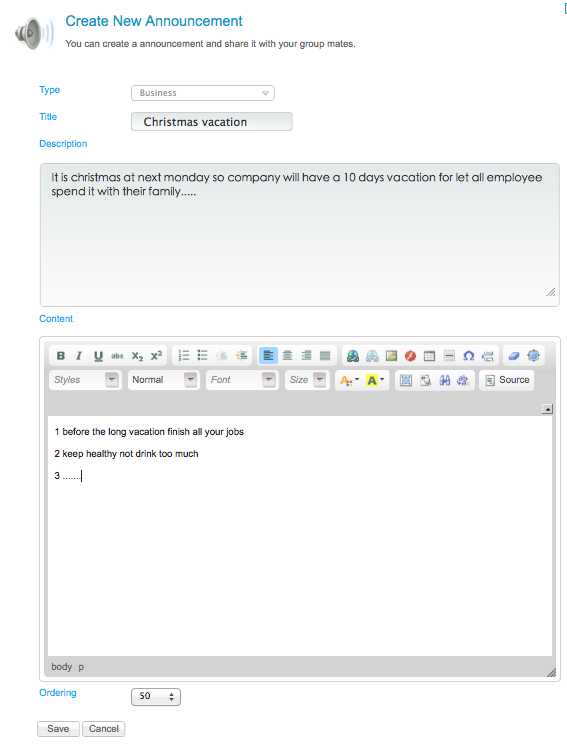 Create New Announcement
You can create a announcement and share it with your group mates.
Type
Business
Title
Christmas vacation
Description
It is christmas at next monday so company will have a 10 days vacation for let all employee
spend it with their family.....
Content
B I U abc X2 X2
Styles Normal Font Size A A Source
1 before the long vacation finish all your jobs
2 keep healthy not drink too much
3 .......
body p
Ordering
50
Save Cancel